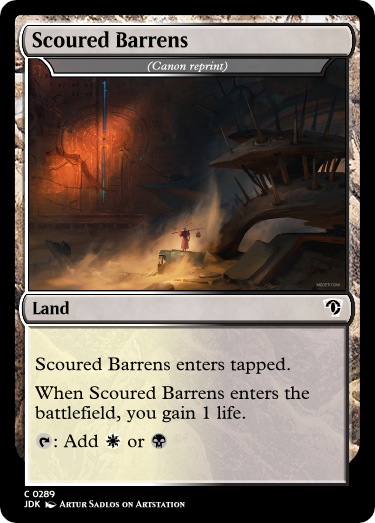 Scoured Barrens
(Canon reprint)
Land
Scoured Barrens enters tapped.
When Scoured Barrens enters the
battlefield, you gain 1 life.
: Add or
C 0289
JDK Artur Sadlos on Artstation